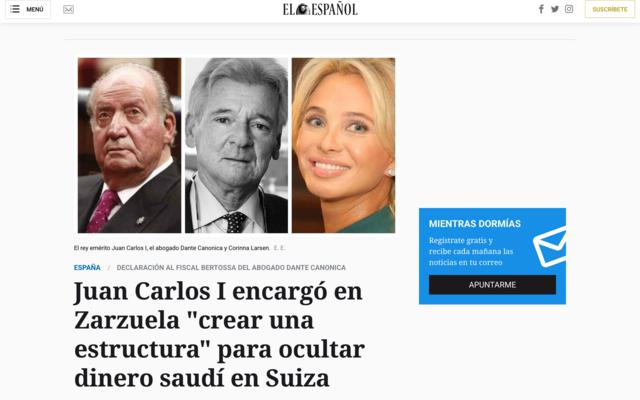 MENÚ
EL ESPAÑOL
SUSCRÍBETE
El rey emérito Juan Carlos I, el abogado Dante Canonica y Corinna Larsen. E. E.
ESPAÑA / DECLARACIÓN AL FISCAL BERTOSSA DEL ABOGADO DANTE CANONICA
Juan Carlos I encargó en
Zarzuela "crear una
estructura" para ocultar
dinero saudí en Suiza
MIENTRAS DORMÍAS
Regístrate gratis y
recibe cada mañana las
noticias en tu correo
APUNTARME